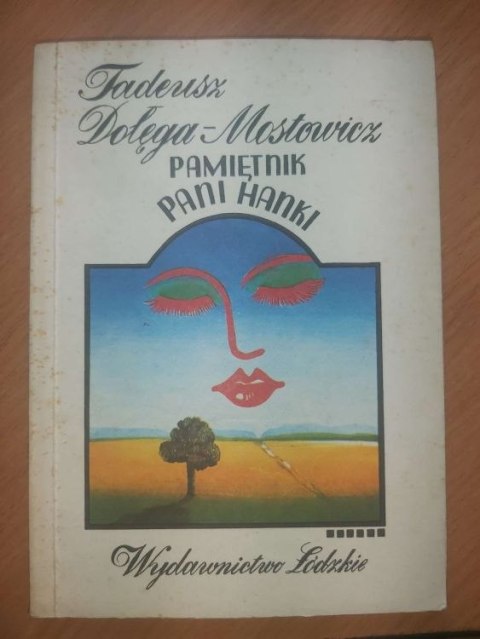 Tadeusz
Dołęga-Mostowicz
PAMIĘTNIK
PANI HANKI
Wydawnictwo Łódzkie